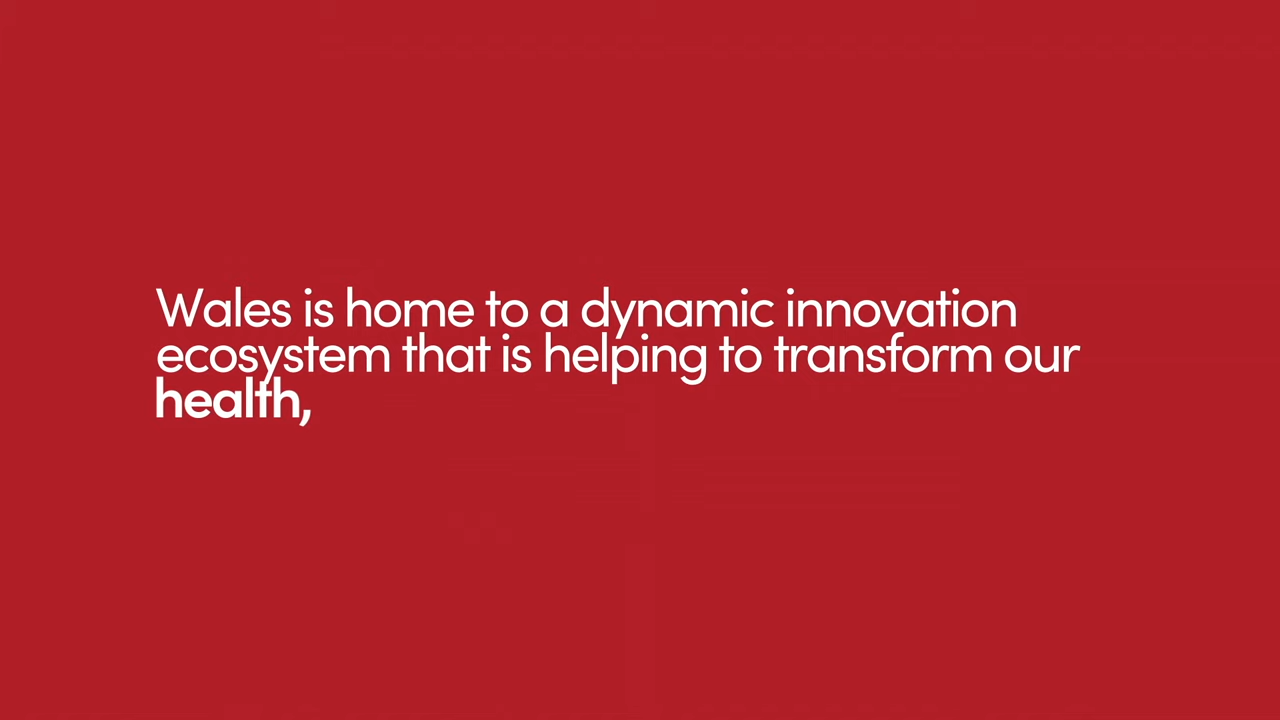 Wales is home to a dynamic innovation
ecosystem that is helping to transform our
health,